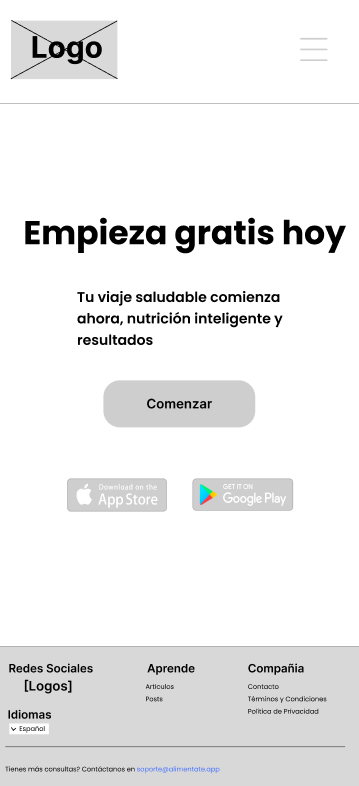 Logo
Empieza gratis hoy
Tu viaje saludable comienza
ahora, nutrición inteligente y
resultados
Comenzar
Download on the
App Store
GET IT ON
Google Play
Redes Sociales
[Logos]
Idiomas
Español
Aprende
Articulos
Posts
Compañia
Contacto
Términos y Condiciones
Política de Privacidad
Tienes más consultas? Contáctanos en soporte@alimentate.app